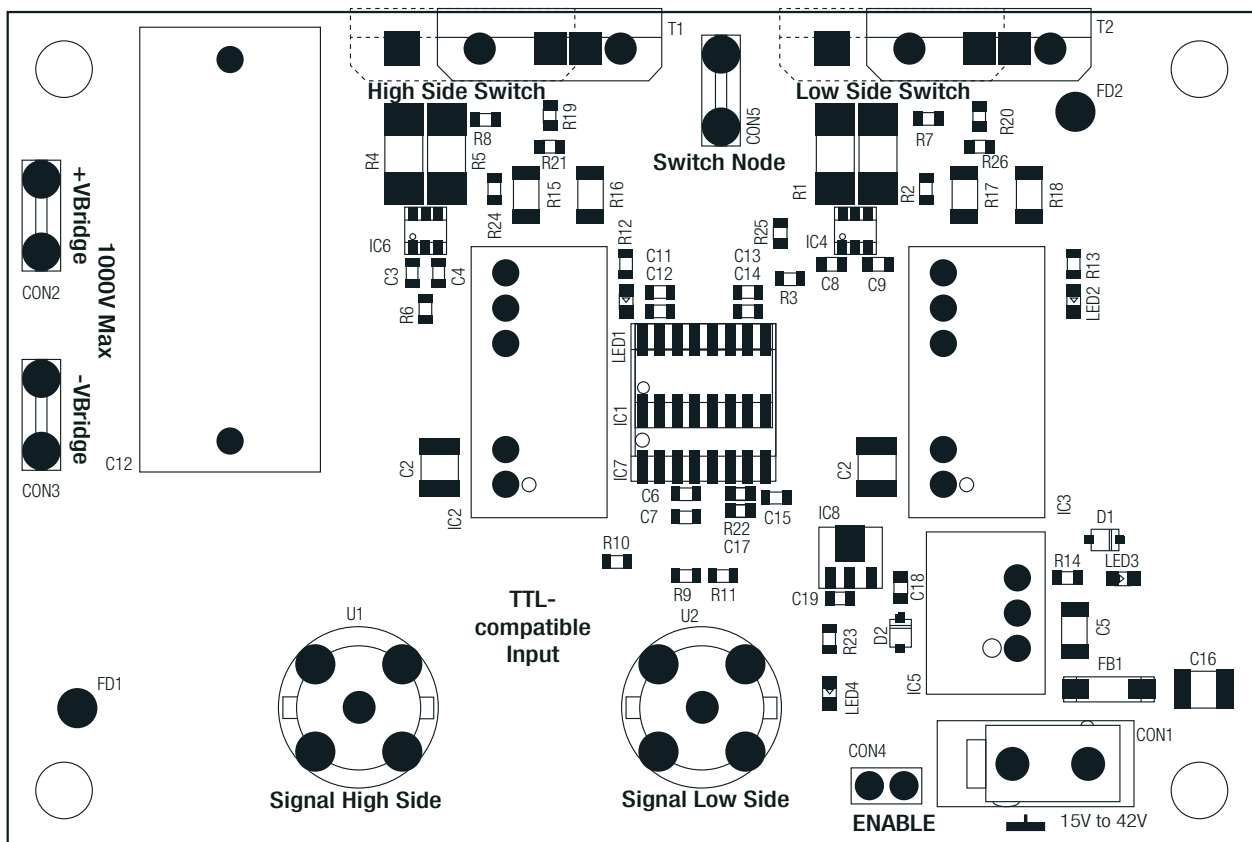 T1
T2
High Side Switch
Low Side Switch
FD2
R8
R19
R7
R20
CON5
R4
R5
R21
Switch Node
R1
R2
R26
+VBridge
R15
R16
R17
R18
R24
R12
R25
IC6
IC4
CON2
1000V Max
C3
C4
C11
C12
C13
C14
R3
C8
C9
R13
R6
LED2
LED1
-VBridge
IC1
C12
C2
IC7
C2
CON3
IC2
C6
C7
R22
C17
C15
IC8
IC3
D1
R10
R14
LED3
R9
R11
C19
C18
TTL-
compatible
Input
U1
U2
R23
D2
C5
IC5
FB1
C16
FD1
LED4
CON4
CON1
Signal High Side
Signal Low Side
ENABLE
15V to 42V